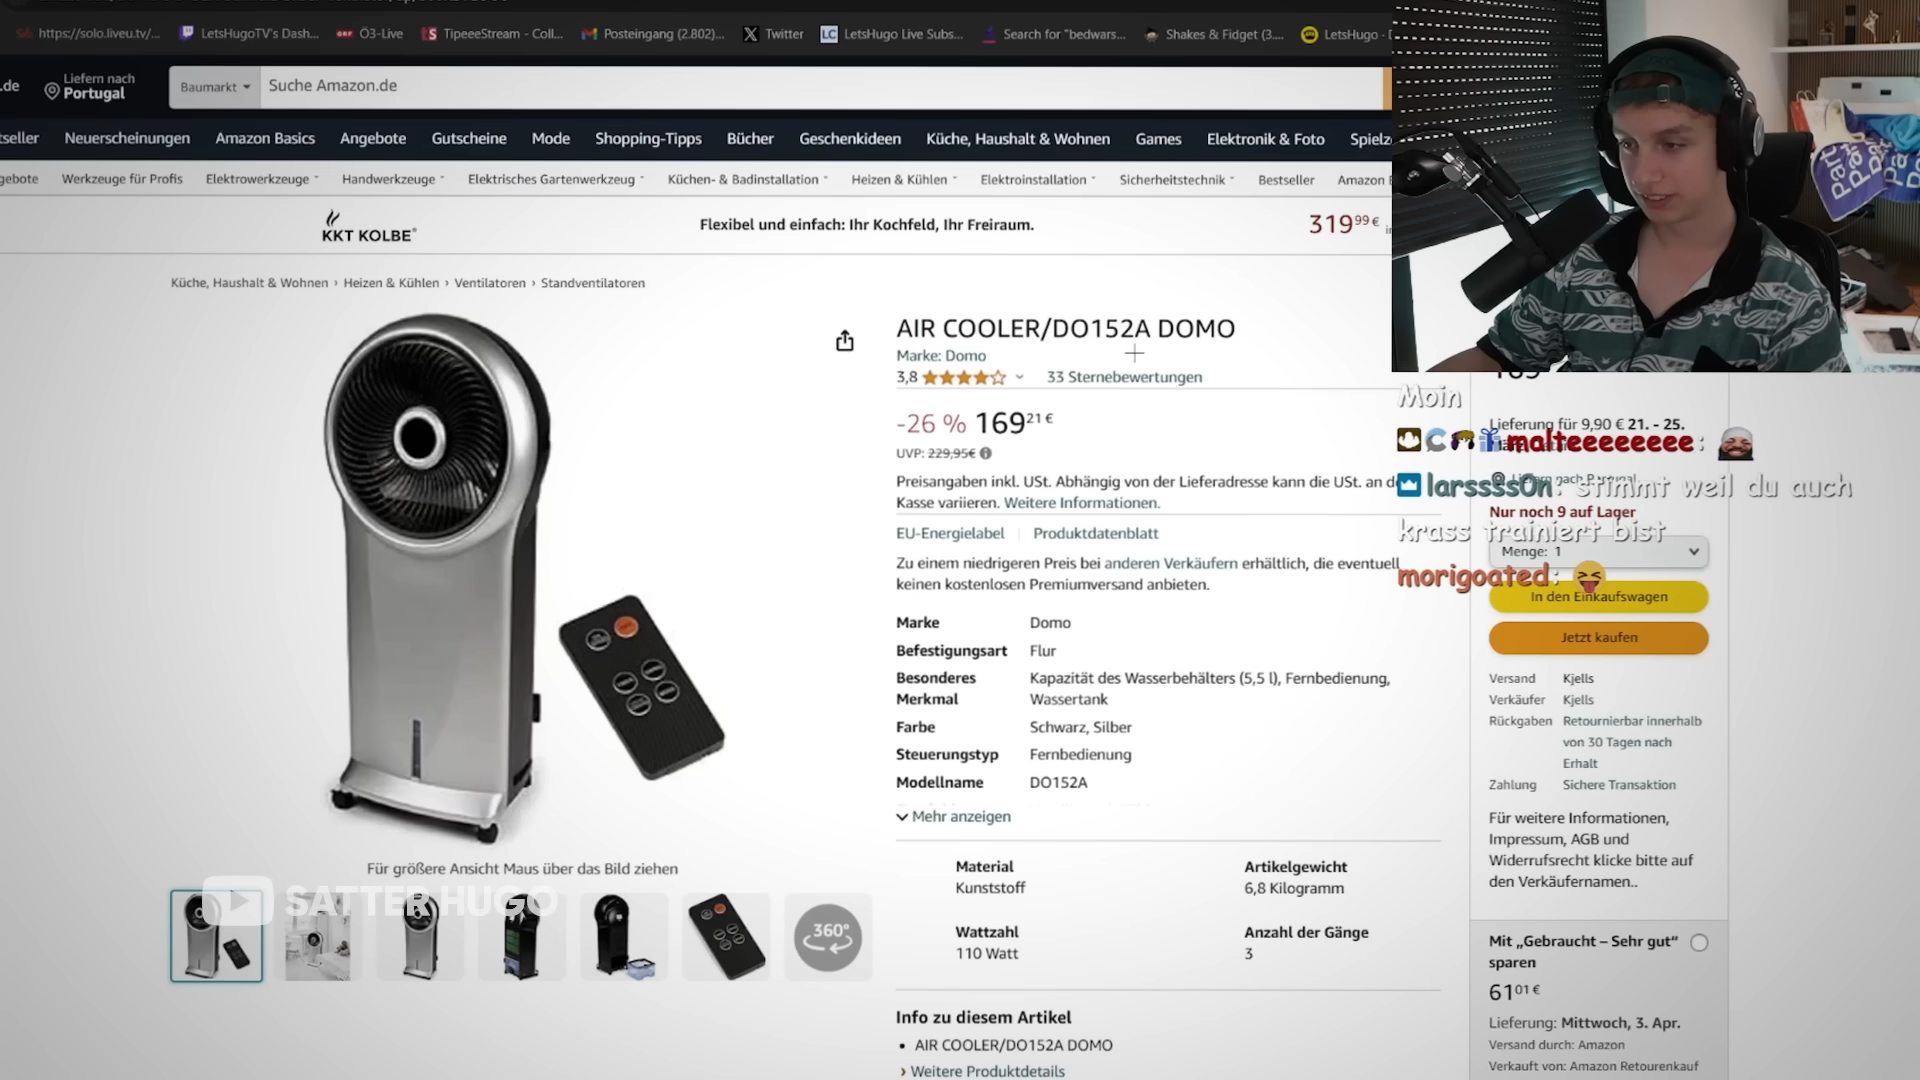 https://solo.liveu.tv/...
LetsHugoTV's Dash...
Ö3-Live
TipeeeStream - Coll...
Posteingang (2.802)...
Twitter
LetsHugo Live Subs...
Search for "bedwars...
Shakes & Fidget (3....
LetsHugo
.de
Liefern nach
Portugal
Baumarkt
Suche Amazon.de
tseller
Neuerscheinungen
Amazon Basics
Angebote
Gutscheine
Mode
Shopping-Tipps
Bücher
Geschenkideen
Küche, Haushalt & Wohnen
Games
Elektronik & Foto
Spielz
gebote
Werkzeuge für Profis
Elektrowerkzeuge
Handwerkzeuge
Elektrisches Gartenwerkzeug
Küchen- & Badinstallation
Heizen & Kühlen
Elektroinstallation
Sicherheitstechnik
Bestseller
Amazon
KKT KOLBE
Flexibel und einfach: Ihr Kochfeld, Ihr Freiraum.
319 99 €
Küche, Haushalt & Wohnen › Heizen & Kühlen › Ventilatoren › Standventilatoren
AIR COOLER/DO152A DOMO
Marke: Domo
3,8
33 Sternebewertungen
-26 % 169 21 €
UVP: 229,95€
Preisangaben inkl. USt. Abhängig von der Lieferadresse kann die USt. an de
Kasse variieren. Weitere Informationen.
EU-Energielabel | Produktdatenblatt
Zu einem niedrigeren Preis bei anderen Verkäufern erhältlich, die eventuell
keinen kostenlosen Premiumversand anbieten.
Marke Domo
Befestigungsart Flur
Besonderes Kapazität des Wasserbehälters (5,5 l), Fernbedienung,
Merkmal Wassertank
Farbe Schwarz, Silber
Steuerungstyp Fernbedienung
Modellname DO152A
Mehr anzeigen
Material
Kunststoff
Artikelgewicht
6,8 Kilogramm
Wattzahl
110 Watt
Anzahl der Gänge
3
Info zu diesem Artikel
• AIR COOLER/DO152A DOMO
› Weitere Produktdetails
Für größere Ansicht Maus über das Bild ziehen
SATTER HUGO
360°
Moin
Lieferung für 9,90 € 21. - 25.
malteeeeeeee:
Liefern nach Portugal
larssss0n: stimmt weil du auch
Nur noch 9 auf Lager
krass trainiert bist
Menge: 1
morigoated:
In den Einkaufswagen
Jetzt kaufen
Versand Kjells
Verkäufer Kjells
Rückgaben Retournierbar innerhalb
von 30 Tagen nach
Erhalt
Zahlung Sichere Transaktion
Für weitere Informationen,
Impressum, AGB und
Widerrufsrecht klicke bitte auf
den Verkäufernamen..
Mit „Gebraucht – Sehr gut“
sparen
61 01 €
Lieferung: Mittwoch, 3. Apr.
Versand durch: Amazon
Verkauft von: Amazon Retourenkauf